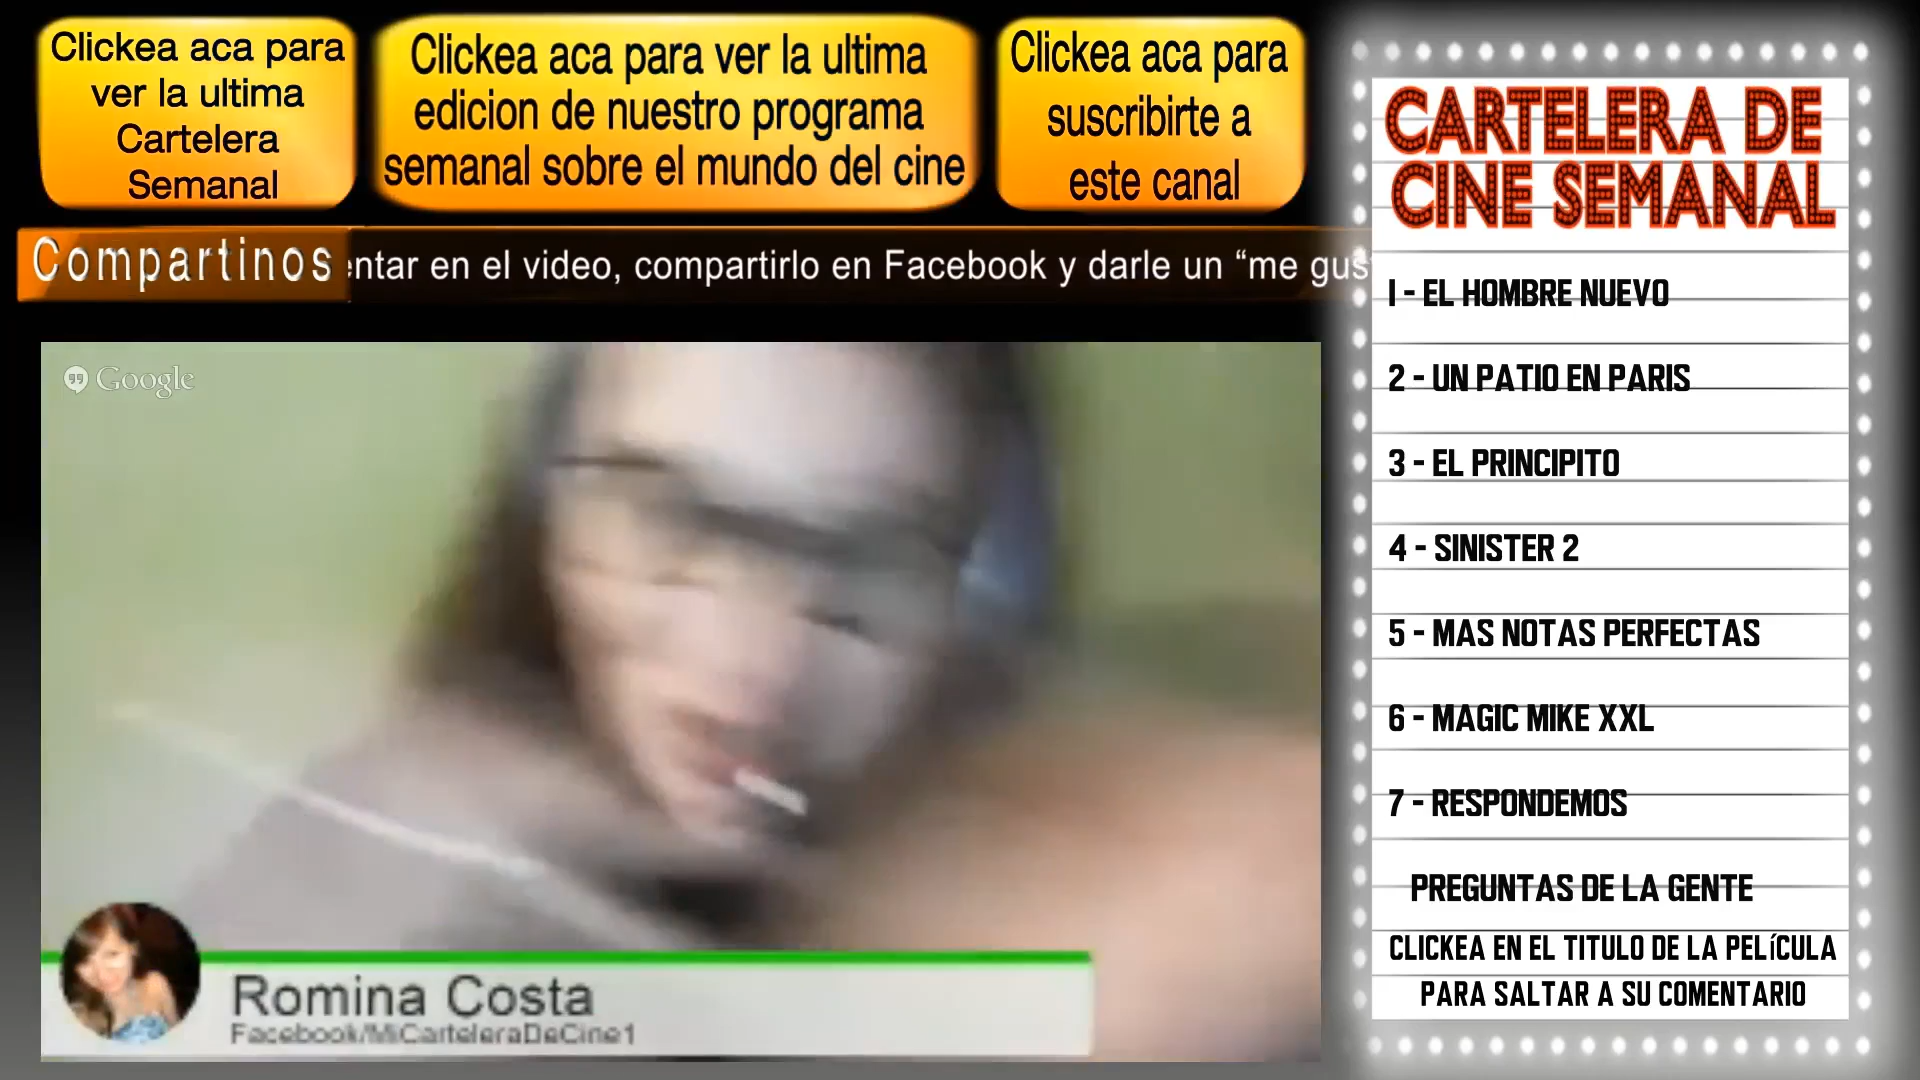 Clickea aca para
ver la ultima
Cartelera
Semanal
Clickea aca para ver la ultima
edicion de nuestro programa
semanal sobre el mundo del cine
Clickea aca para
suscribirte a
este canal
Compartinos
ntar en el video, compartirlo en Facebook y darle un “me gus
CARTELERA DE
CINE SEMANAL
1 - EL HOMBRE NUEVO
2 - UN PATIO EN PARIS
3 - EL PRINCIPITO
4 - SINISTER 2
5 - MAS NOTAS PERFECTAS
6 - MAGIC MIKE XXL
7 - RESPONDEMOS
PREGUNTAS DE LA GENTE
CLICKEA EN EL TITULO DE LA PELÍCULA
PARA SALTAR A SU COMENTARIO
Google
Romina Costa
Facebook/MiCarteleraDeCine1